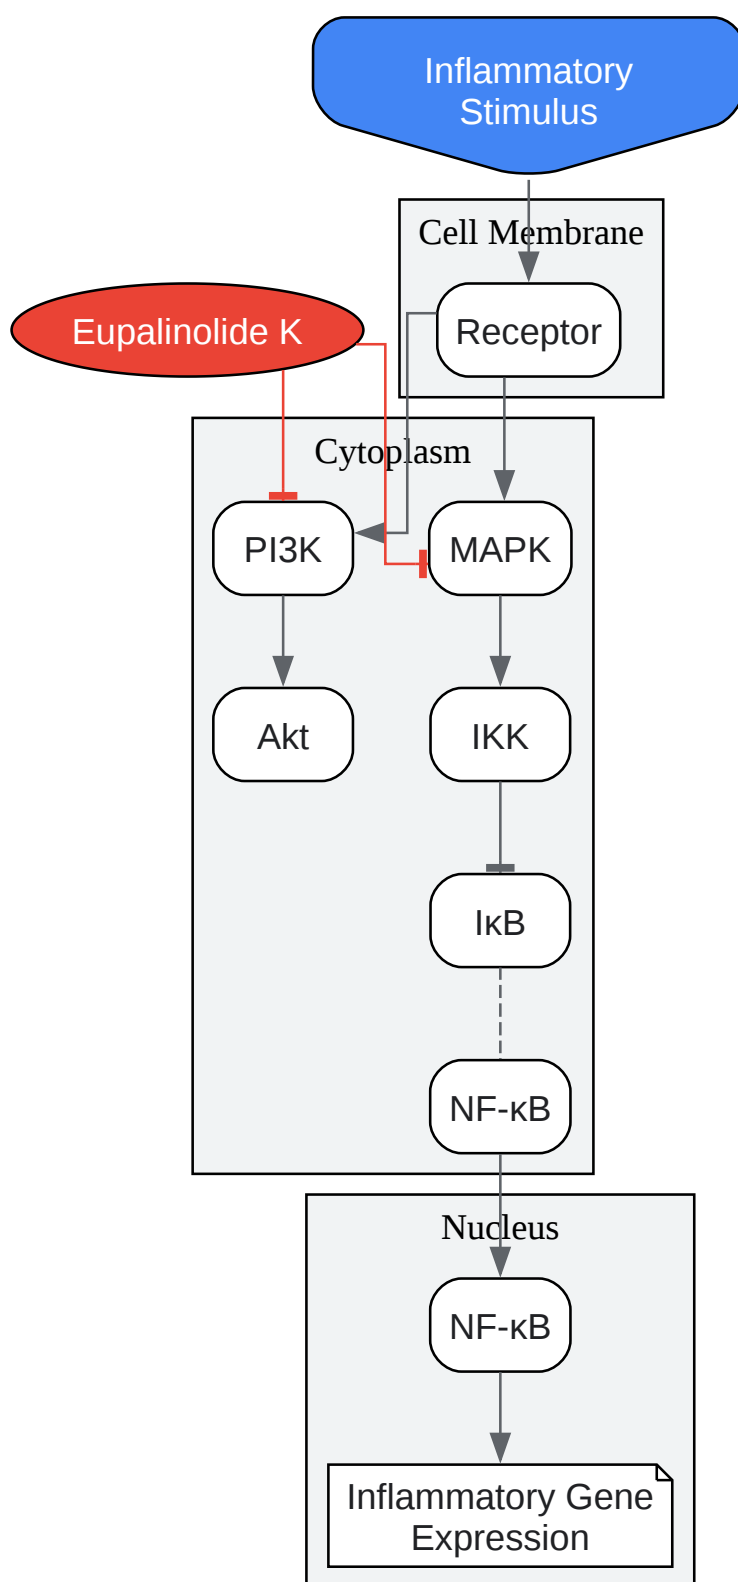 Inflammatory
Stimulus
Cell Membrane
Receptor
Eupalinolide K
Cytoplasm
PI3K
MAPK
Akt
IKK
IκB
NF-κB
Nucleus
NF-κB
Inflammatory Gene
Expression